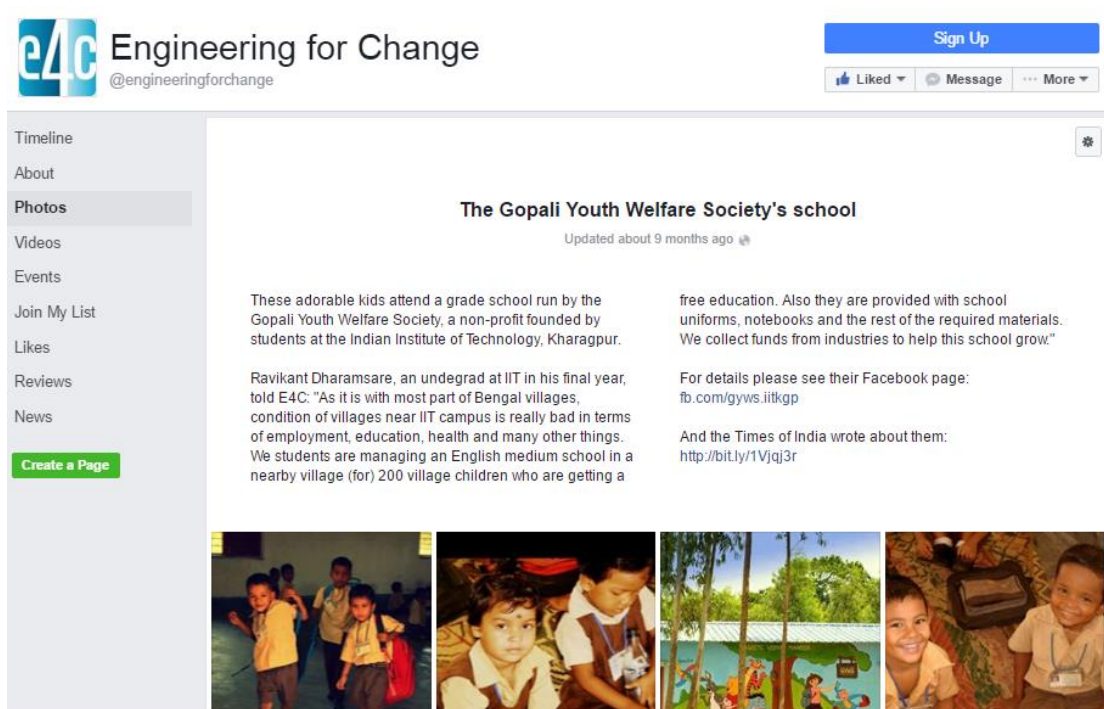 e4c
Engineering for Change
@engineeringforchange
Sign Up
Liked
Message
More
Timeline
About
Photos
Videos
Events
Join My List
Likes
Reviews
News
Create a Page
The Gopali Youth Welfare Society's school
Updated about 9 months ago
These adorable kids attend a grade school run by the
Gopali Youth Welfare Society, a non-profit founded by
students at the Indian Institute of Technology, Kharagpur.
Ravikant Dharamsare, an undegrad at IIT in his final year,
told E4C: "As it is with most part of Bengal villages,
condition of villages near IIT campus is really bad in terms
of employment, education, health and many other things.
We students are managing an English medium school in a
nearby village (for) 200 village children who are getting a
free education. Also they are provided with school
uniforms, notebooks and the rest of the required materials.
We collect funds from industries to help this school grow."
For details please see their Facebook page:
fb.com/gyws.iitkgp
And the Times of India wrote about them:
http://bit.ly/1Vjqj3r